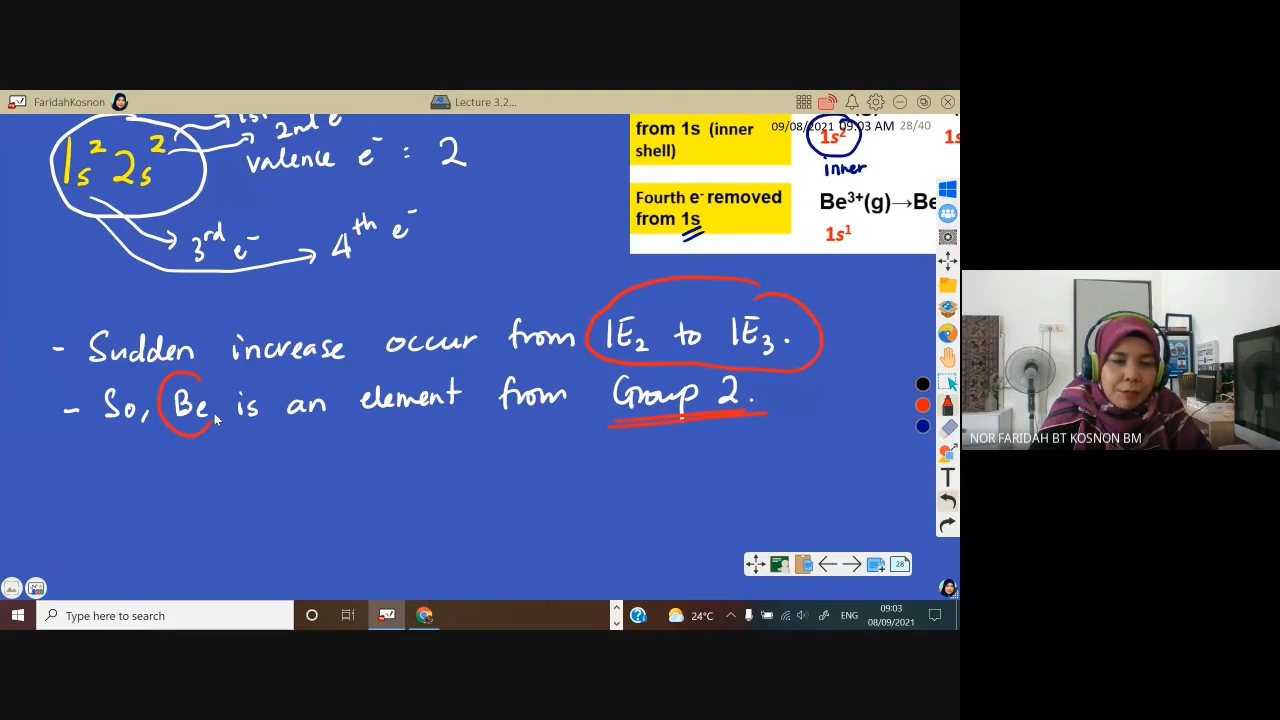 FaridahKosnon
Lecture 3.2...
09/08/2021 09:03 AM 28/40
1s² 2s²
2nd e⁻
valence e⁻ : 2
3rd e⁻
4th e⁻
from 1s (inner
shell)
1s²
inner
Fourth e⁻ removed
from 1s
Be³⁺(g)→Be
1s¹
- Sudden increase occur from IE₂ to IE₃.
- So, Be is an element from Group 2.
NOR FARIDAH BT KOSNON BM
T
28
Type here to search
24°C
ENG
09:03
08/09/2021